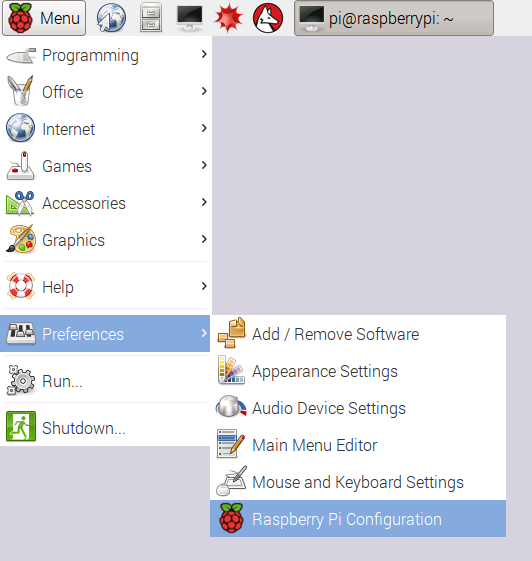 Menu
pi@raspberrypi: ~
Programming
Office
Internet
Games
Accessories
Graphics
Help
Preferences
Run...
Shutdown...
Add / Remove Software
Appearance Settings
Audio Device Settings
Main Menu Editor
Mouse and Keyboard Settings
Raspberry Pi Configuration